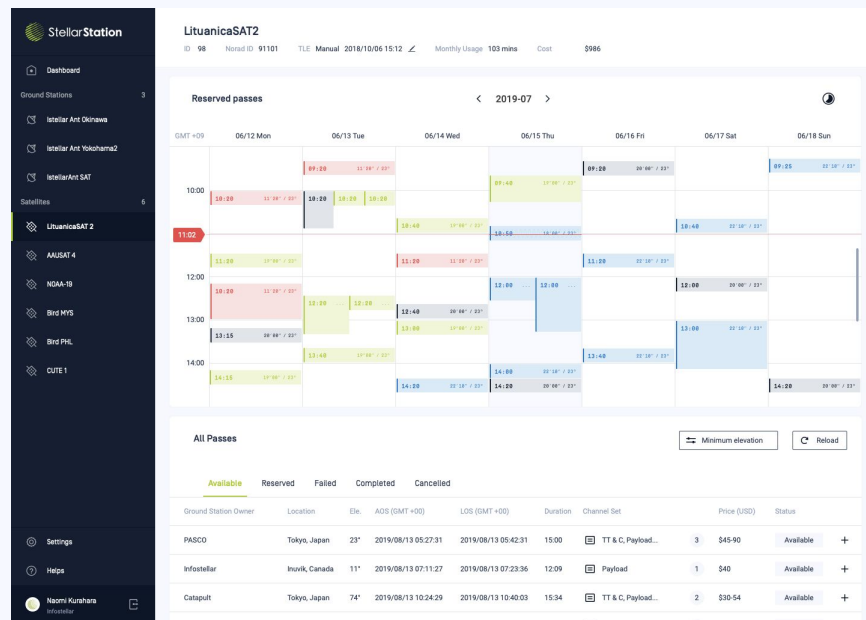 StellarStation
Dashboard
Ground Stations 3
Istellar Ant Okinawa
Istellar Ant Yokohama2
IstellarAnt SAT
Satellites 6
LituanicaSAT 2
AAUSAT 4
NOAA-19
Bird MYS
Bird PHL
CUTE 1
Settings
Helps
Naomi Kurahara
Infostellar
LituanicaSAT2
ID 98 Norad ID 91101 TLE Manual 2018/10/06 15:12 Monthly Usage 103 mins Cost $986
Reserved passes
2019-07
GMT +09 06/12 Mon 06/13 Tue 06/14 Wed 06/15 Thu 06/16 Fri 06/17 Sat 06/18 Sun
09:20 09:40 09:20 09:25
10:00
10:20 10:20 10:20 10:20
10:40 10:50 10:40
11:02
11:20 11:20 11:20
12:00
10:20 12:00 ... 12:00 ... 12:00
12:20 ... 12:20 ... 12:40
13:00
13:15 13:00 13:00
13:40 13:40
14:00
14:15 14:20 14:00
14:20 14:20
All Passes
Minimum elevation
Reload
Available Reserved Failed Completed Cancelled
Ground Station Owner Location Ele. AOS (GMT +00) LOS (GMT +00) Duration Channel Set Price (USD) Status
PASCO Tokyo, Japan 23° 2019/08/13 05:27:31 2019/08/13 05:42:31 15:00 TT & C, Payload... 3 $45-90 Available +
Infostellar Inuvik, Canada 11° 2019/08/13 07:11:27 2019/08/13 07:23:36 12:09 Payload 1 $40 Available +
Catapult Tokyo, Japan 74° 2019/08/13 10:24:29 2019/08/13 10:40:03 15:34 TT & C, Payload... 2 $30-54 Available +